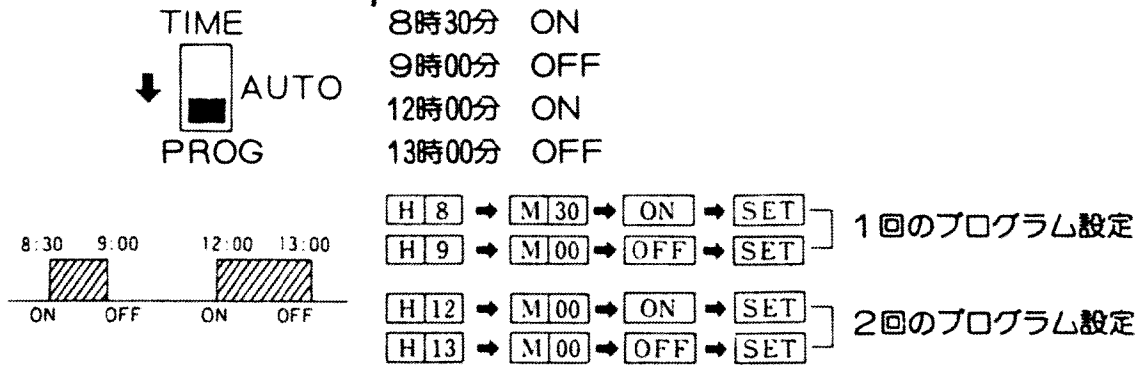 TIME
AUTO
PROG
8時30分 ON
9時00分 OFF
12時00分 ON
13時00分 OFF
8:30 9:00 12:00 13:00
ON OFF ON OFF
H 8 → M 30 → ON → SET
H 9 → M 00 → OFF → SET
1回のプログラム設定
H 12 → M 00 → ON → SET
H 13 → M 00 → OFF → SET
2回のプログラム設定